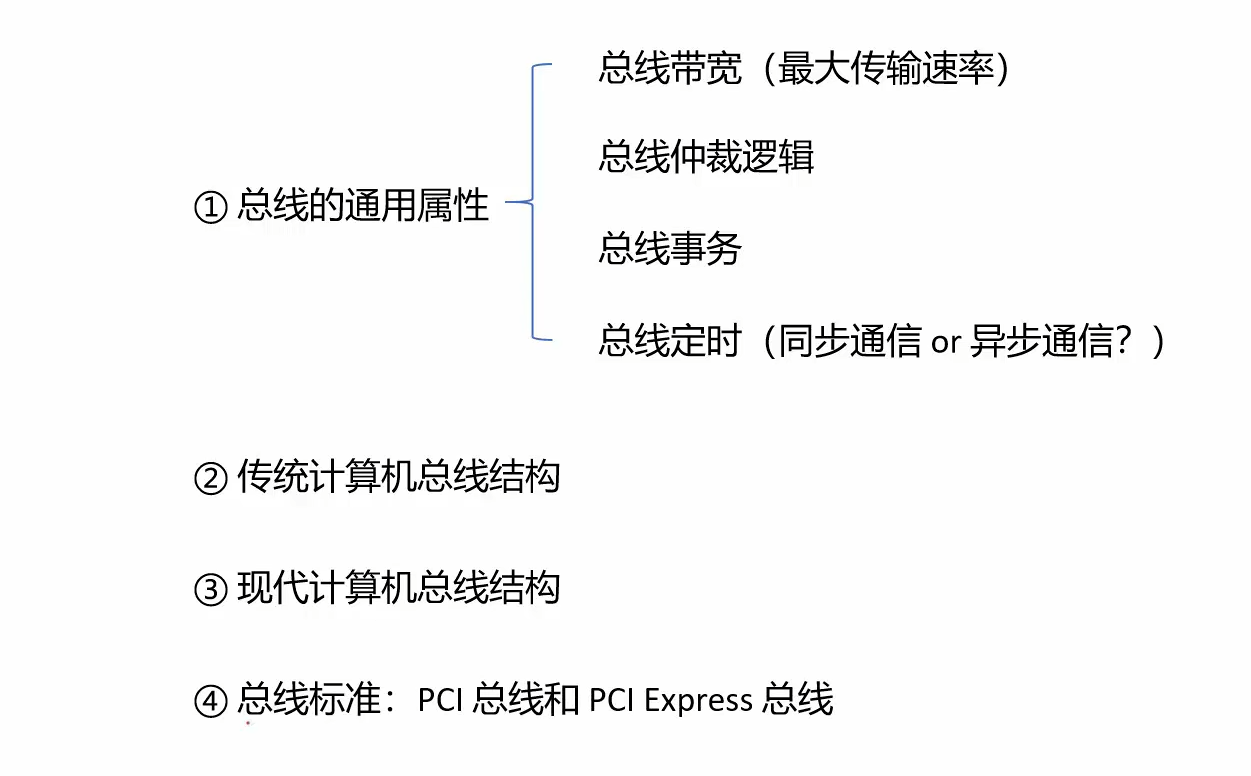 总线带宽（最大传输速率）
总线仲裁逻辑
① 总线的通用属性
总线事务
总线定时（同步通信 or 异步通信？）
② 传统计算机总线结构
③ 现代计算机总线结构
④ 总线标准：PCI 总线和 PCI Express 总线